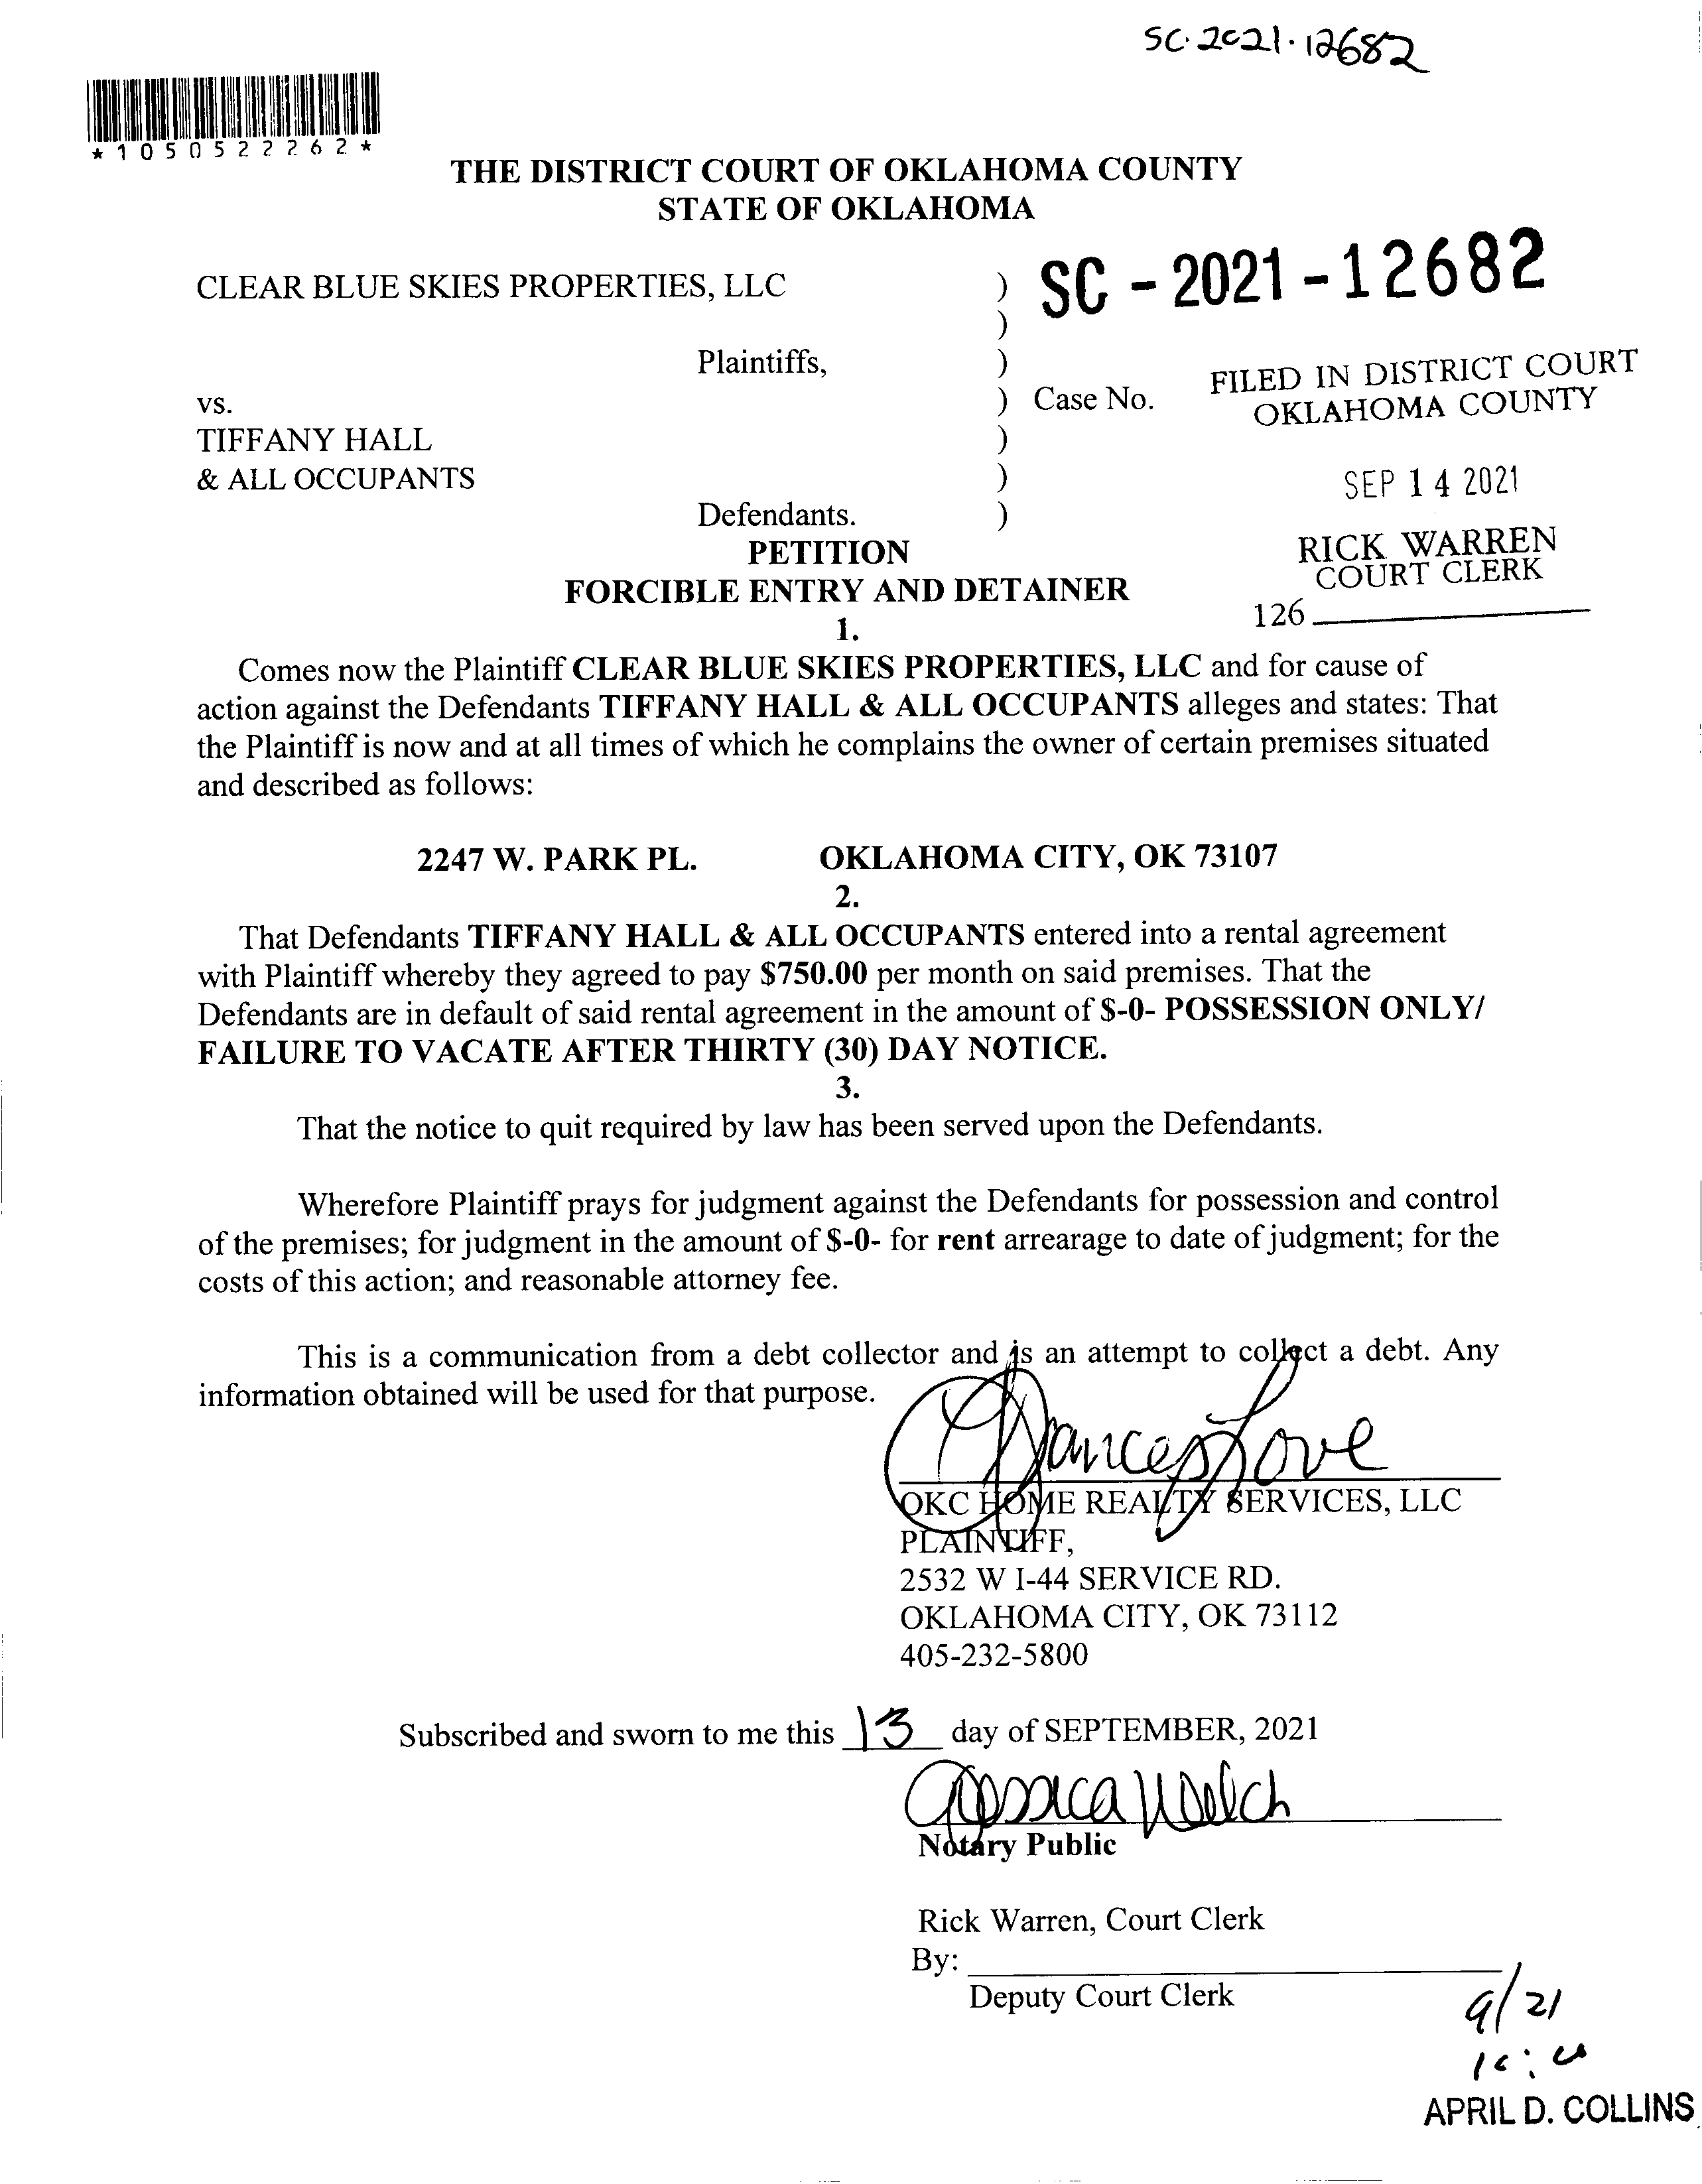 SC-2021-12682
*1050522262*
THE DISTRICT COURT OF OKLAHOMA COUNTY
STATE OF OKLAHOMA
CLEAR BLUE SKIES PROPERTIES, LLC ) SC - 2021 - 12682
)
Plaintiffs, )
vs. ) Case No. FILED IN DISTRICT COURT
OKLAHOMA COUNTY
TIFFANY HALL )
& ALL OCCUPANTS ) SEP 14 2021
Defendants. )
PETITION RICK WARREN
COURT CLERK
FORCIBLE ENTRY AND DETAINER
126
1.
Comes now the Plaintiff CLEAR BLUE SKIES PROPERTIES, LLC and for cause of
action against the Defendants TIFFANY HALL & ALL OCCUPANTS alleges and states: That
the Plaintiff is now and at all times of which he complains the owner of certain premises situated
and described as follows:
2247 W. PARK PL. OKLAHOMA CITY, OK 73107
2.
That Defendants TIFFANY HALL & ALL OCCUPANTS entered into a rental agreement
with Plaintiff whereby they agreed to pay $750.00 per month on said premises. That the
Defendants are in default of said rental agreement in the amount of $-0- POSSESSION ONLY/
FAILURE TO VACATE AFTER THIRTY (30) DAY NOTICE.
3.
That the notice to quit required by law has been served upon the Defendants.
Wherefore Plaintiff prays for judgment against the Defendants for possession and control
of the premises; for judgment in the amount of $-0- for rent arrearage to date of judgment; for the
costs of this action; and reasonable attorney fee.
This is a communication from a debt collector and is an attempt to collect a debt. Any
information obtained will be used for that purpose.
Frances Love
OKC HOME REALTY SERVICES, LLC
PLAINTIFF,
2532 W I-44 SERVICE RD.
OKLAHOMA CITY, OK 73112
405-232-5800
Subscribed and sworn to me this 13 day of SEPTEMBER, 2021
Jessica Welch
Notary Public
Rick Warren, Court Clerk
By:
Deputy Court Clerk
9/21
APRIL D. COLLINS